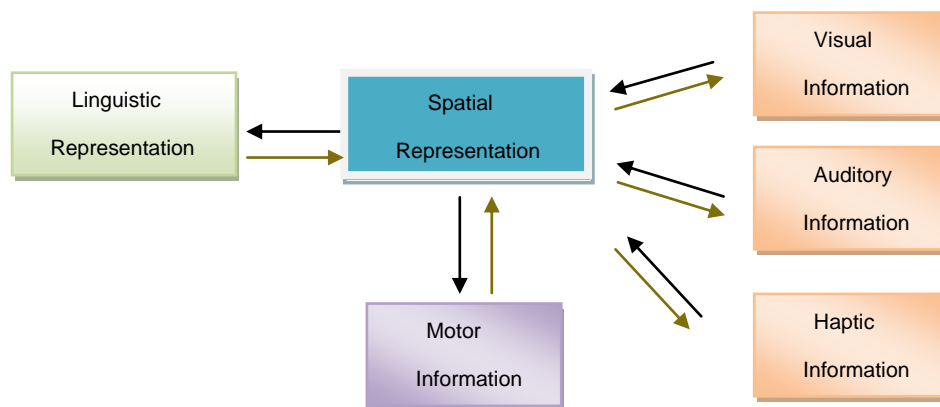 Linguistic
Representation
Spatial
Representation
Visual
Information
Auditory
Information
Haptic
Information
Motor
Information